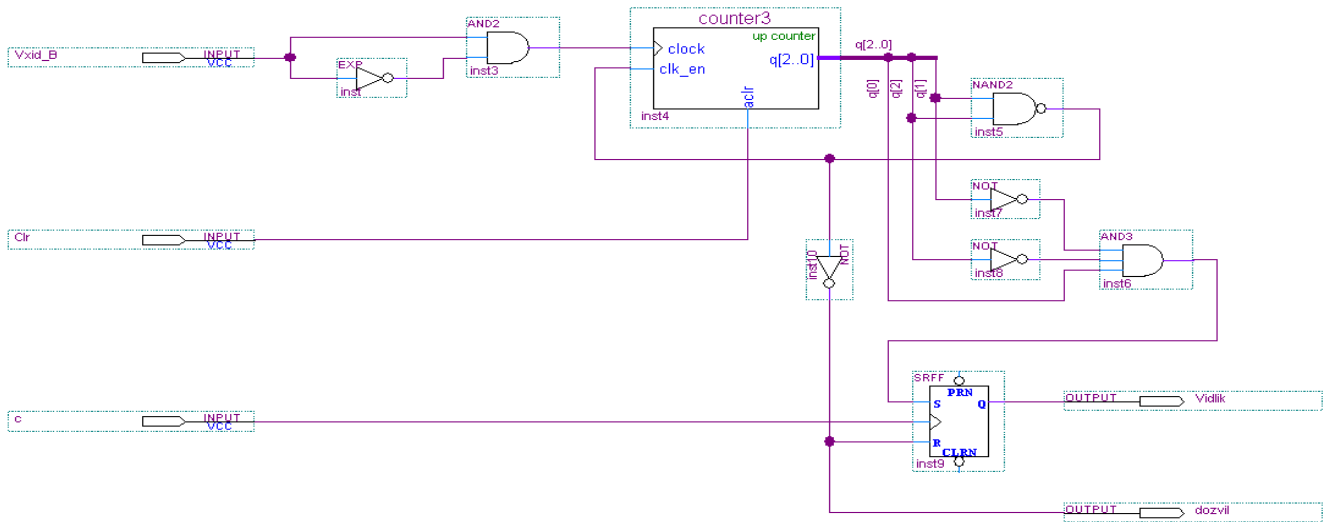 counter3
up counter
clock
clk_en
q[2..0]
aclr
inst4
q[2..0]
q[0]
q[2]
q[1]
AND2
inst3
Vxid_B
INPUT
VCC
EXP
inst
NAND2
inst5
NOT
inst7
NOT
inst8
AND3
inst6
Clr
INPUT
VCC
inst10
NOT
SRFF
PRN
S
Q
R
CLRN
inst9
c
INPUT
VCC
OUTPUT
Vidlik
OUTPUT
dozvil